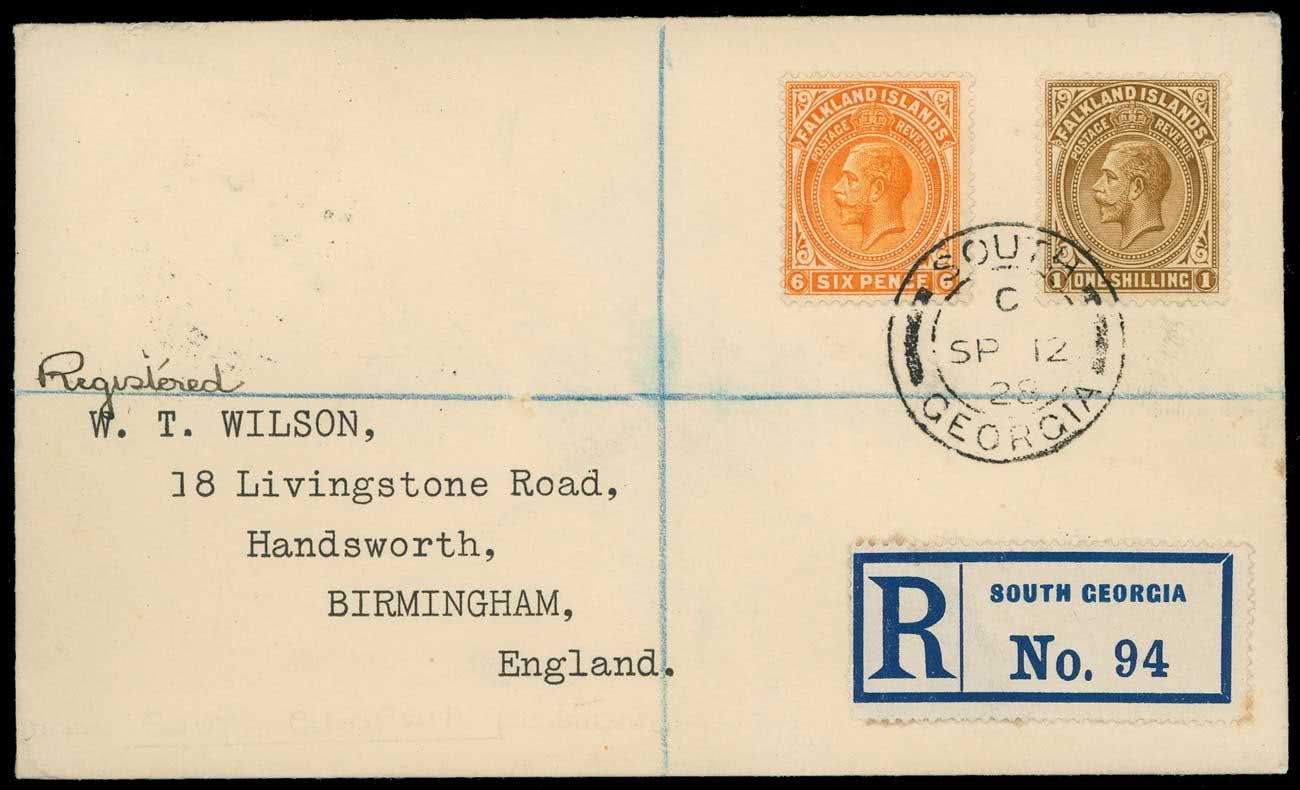 FALKLAND ISLANDS
POSTAGE REVENUE
6 SIX PENCE 6
FALKLAND ISLANDS
POSTAGE REVENUE
1 ONE SHILLING 1
SOUTH
C
SP 12
28
GEORGIA
Registered
W. T. WILSON,
18 Livingstone Road,
Handsworth,
BIRMINGHAM,
England.
R
SOUTH GEORGIA
No. 94